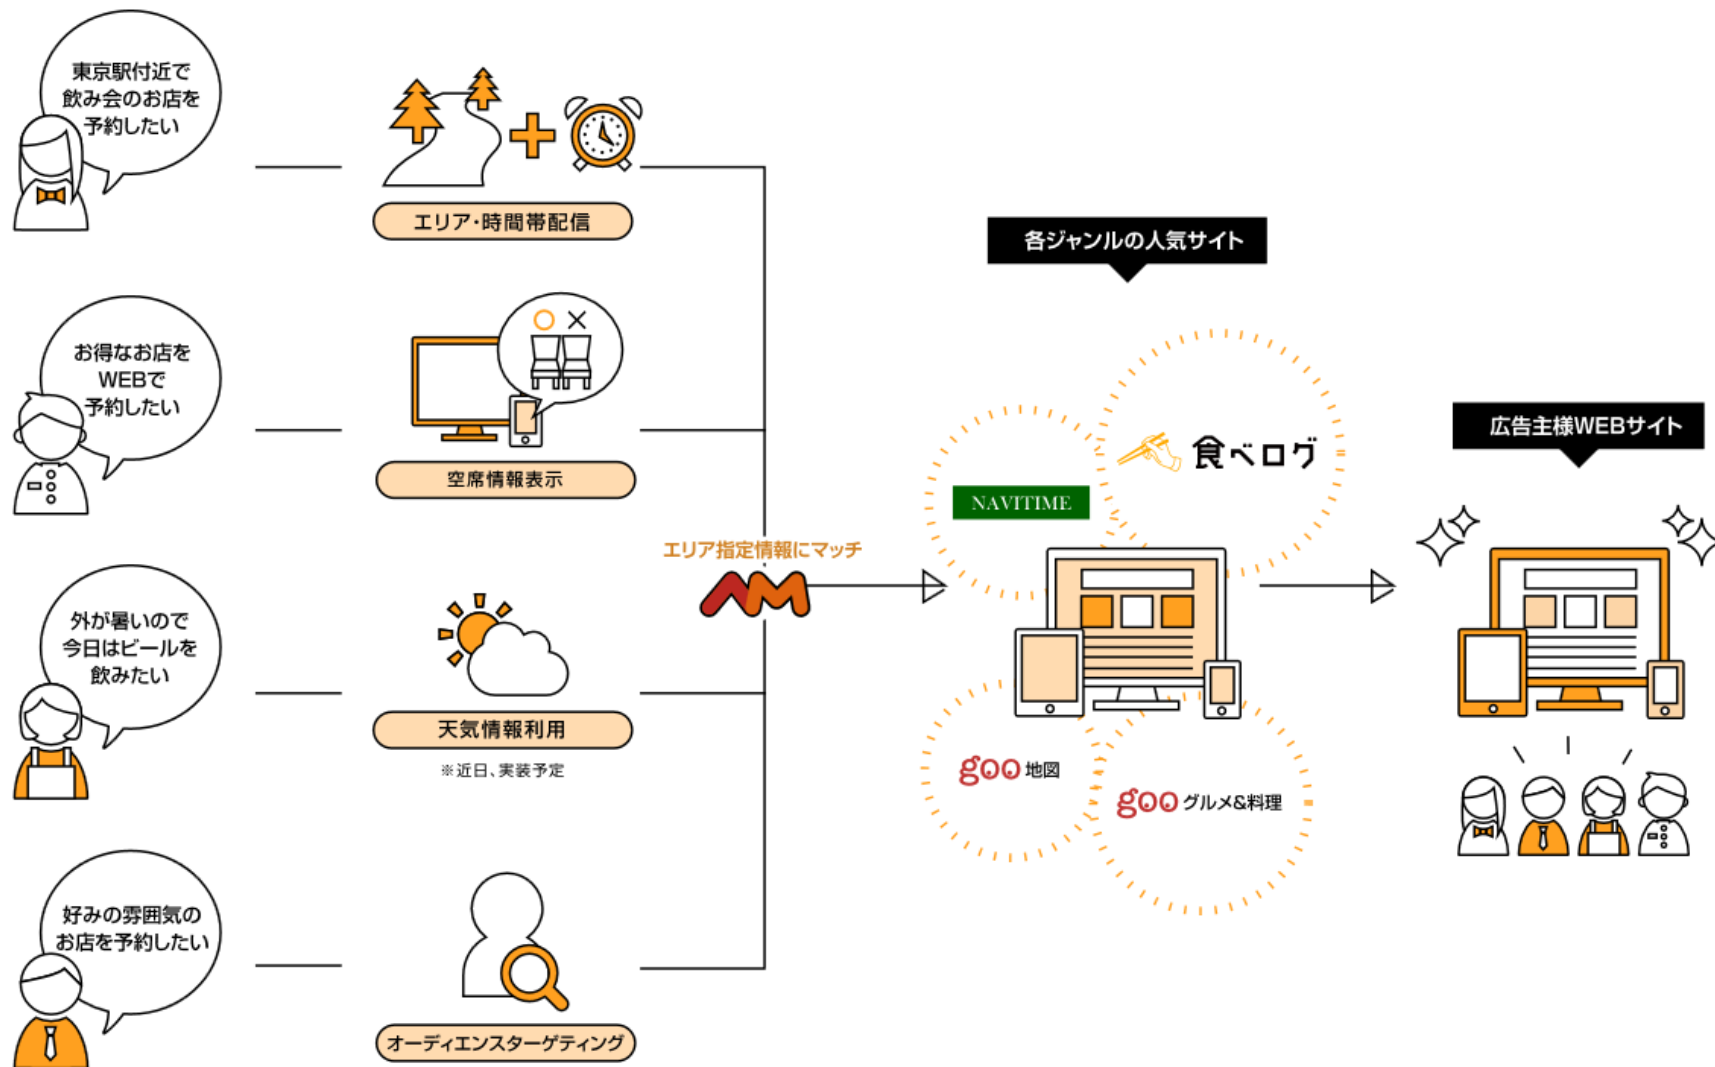 東京駅付近で
飲み会のお店を
予約したい
エリア・時間帯配信
お得なお店を
WEBで
予約したい
空席情報表示
外が暑いので
今日はビールを
飲みたい
天気情報利用
※近日、実装予定
好みの雰囲気の
お店を予約したい
オーディエンスターゲティング
エリア指定情報にマッチ
AM
各ジャンルの人気サイト
食べログ
NAVITIME
goo 地図
goo グルメ&料理
広告主様WEBサイト